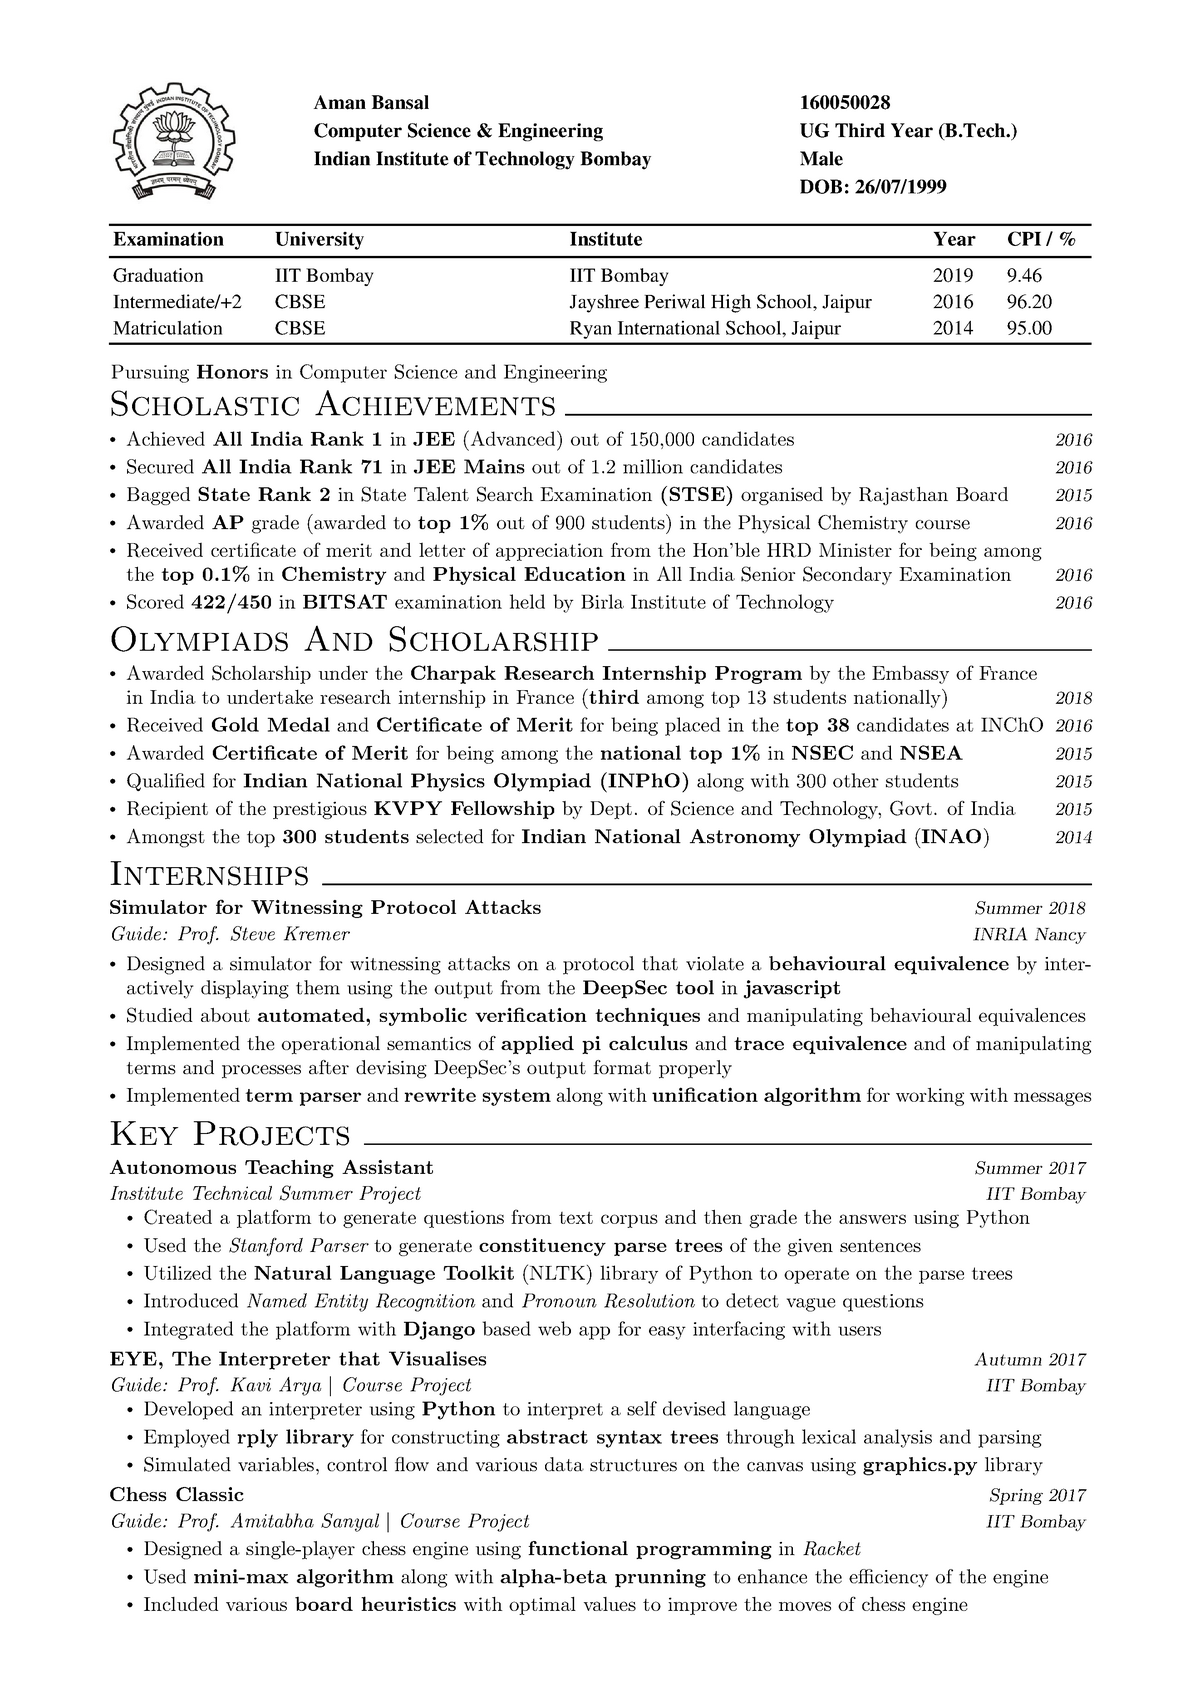 Aman Bansal
Computer Science & Engineering
Indian Institute of Technology Bombay
160050028
UG Third Year (B.Tech.)
Male
DOB: 26/07/1999
Examination University Institute Year CPI / %
Graduation IIT Bombay IIT Bombay 2019 9.46
Intermediate/+2 CBSE Jayshree Periwal High School, Jaipur 2016 96.20
Matriculation CBSE Ryan International School, Jaipur 2014 95.00
Pursuing Honors in Computer Science and Engineering
Scholastic Achievements
• Achieved All India Rank 1 in JEE (Advanced) out of 150,000 candidates 2016
• Secured All India Rank 71 in JEE Mains out of 1.2 million candidates 2016
• Bagged State Rank 2 in State Talent Search Examination (STSE) organised by Rajasthan Board 2015
• Awarded AP grade (awarded to top 1% out of 900 students) in the Physical Chemistry course 2016
• Received certificate of merit and letter of appreciation from the Hon'ble HRD Minister for being among
the top 0.1% in Chemistry and Physical Education in All India Senior Secondary Examination 2016
• Scored 422/450 in BITSAT examination held by Birla Institute of Technology 2016
Olympiads And Scholarship
• Awarded Scholarship under the Charpak Research Internship Program by the Embassy of France
in India to undertake research internship in France (third among top 13 students nationally) 2018
• Received Gold Medal and Certificate of Merit for being placed in the top 38 candidates at INChO 2016
• Awarded Certificate of Merit for being among the national top 1% in NSEC and NSEA 2015
• Qualified for Indian National Physics Olympiad (INPhO) along with 300 other students 2015
• Recipient of the prestigious KVPY Fellowship by Dept. of Science and Technology, Govt. of India 2015
• Amongst the top 300 students selected for Indian National Astronomy Olympiad (INAO) 2014
Internships
Simulator for Witnessing Protocol Attacks Summer 2018
Guide: Prof. Steve Kremer INRIA Nancy
• Designed a simulator for witnessing attacks on a protocol that violate a behavioural equivalence by inter-
actively displaying them using the output from the DeepSec tool in javascript
• Studied about automated, symbolic verification techniques and manipulating behavioural equivalences
• Implemented the operational semantics of applied pi calculus and trace equivalence and of manipulating
terms and processes after devising DeepSec's output format properly
• Implemented term parser and rewrite system along with unification algorithm for working with messages
Key Projects
Autonomous Teaching Assistant Summer 2017
Institute Technical Summer Project IIT Bombay
• Created a platform to generate questions from text corpus and then grade the answers using Python
• Used the Stanford Parser to generate constituency parse trees of the given sentences
• Utilized the Natural Language Toolkit (NLTK) library of Python to operate on the parse trees
• Introduced Named Entity Recognition and Pronoun Resolution to detect vague questions
• Integrated the platform with Django based web app for easy interfacing with users
EYE, The Interpreter that Visualises Autumn 2017
Guide: Prof. Kavi Arya | Course Project IIT Bombay
• Developed an interpreter using Python to interpret a self devised language
• Employed rply library for constructing abstract syntax trees through lexical analysis and parsing
• Simulated variables, control flow and various data structures on the canvas using graphics.py library
Chess Classic Spring 2017
Guide: Prof. Amitabha Sanyal | Course Project IIT Bombay
• Designed a single-player chess engine using functional programming in Racket
• Used mini-max algorithm along with alpha-beta prunning to enhance the efficiency of the engine
• Included various board heuristics with optimal values to improve the moves of chess engine